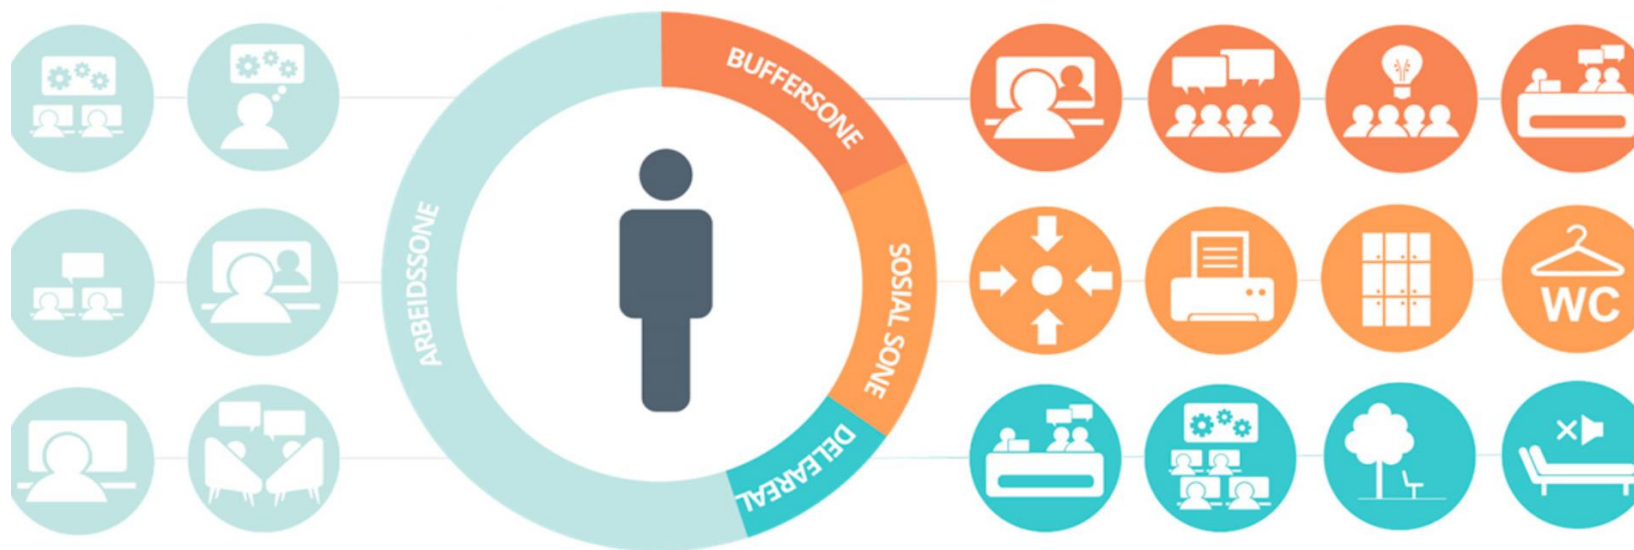 BUFFERSONE
ARBEIDSSONE
SOSIAL SONE
WC
DELEAREAL